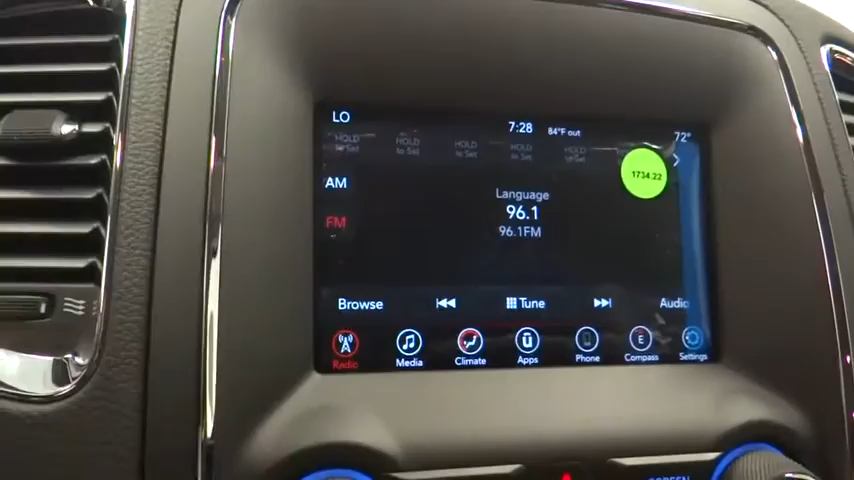 LO 7:28 84°F out 72°
HOLD HOLD HOLD HOLD HOLD
to Set to Set to Set to Set to Set
1734.22
AM
Language
96.1
FM
96.1FM
Browse Tune Audio
Radio Media Climate Apps Phone Compass Settings
E
SCREEN